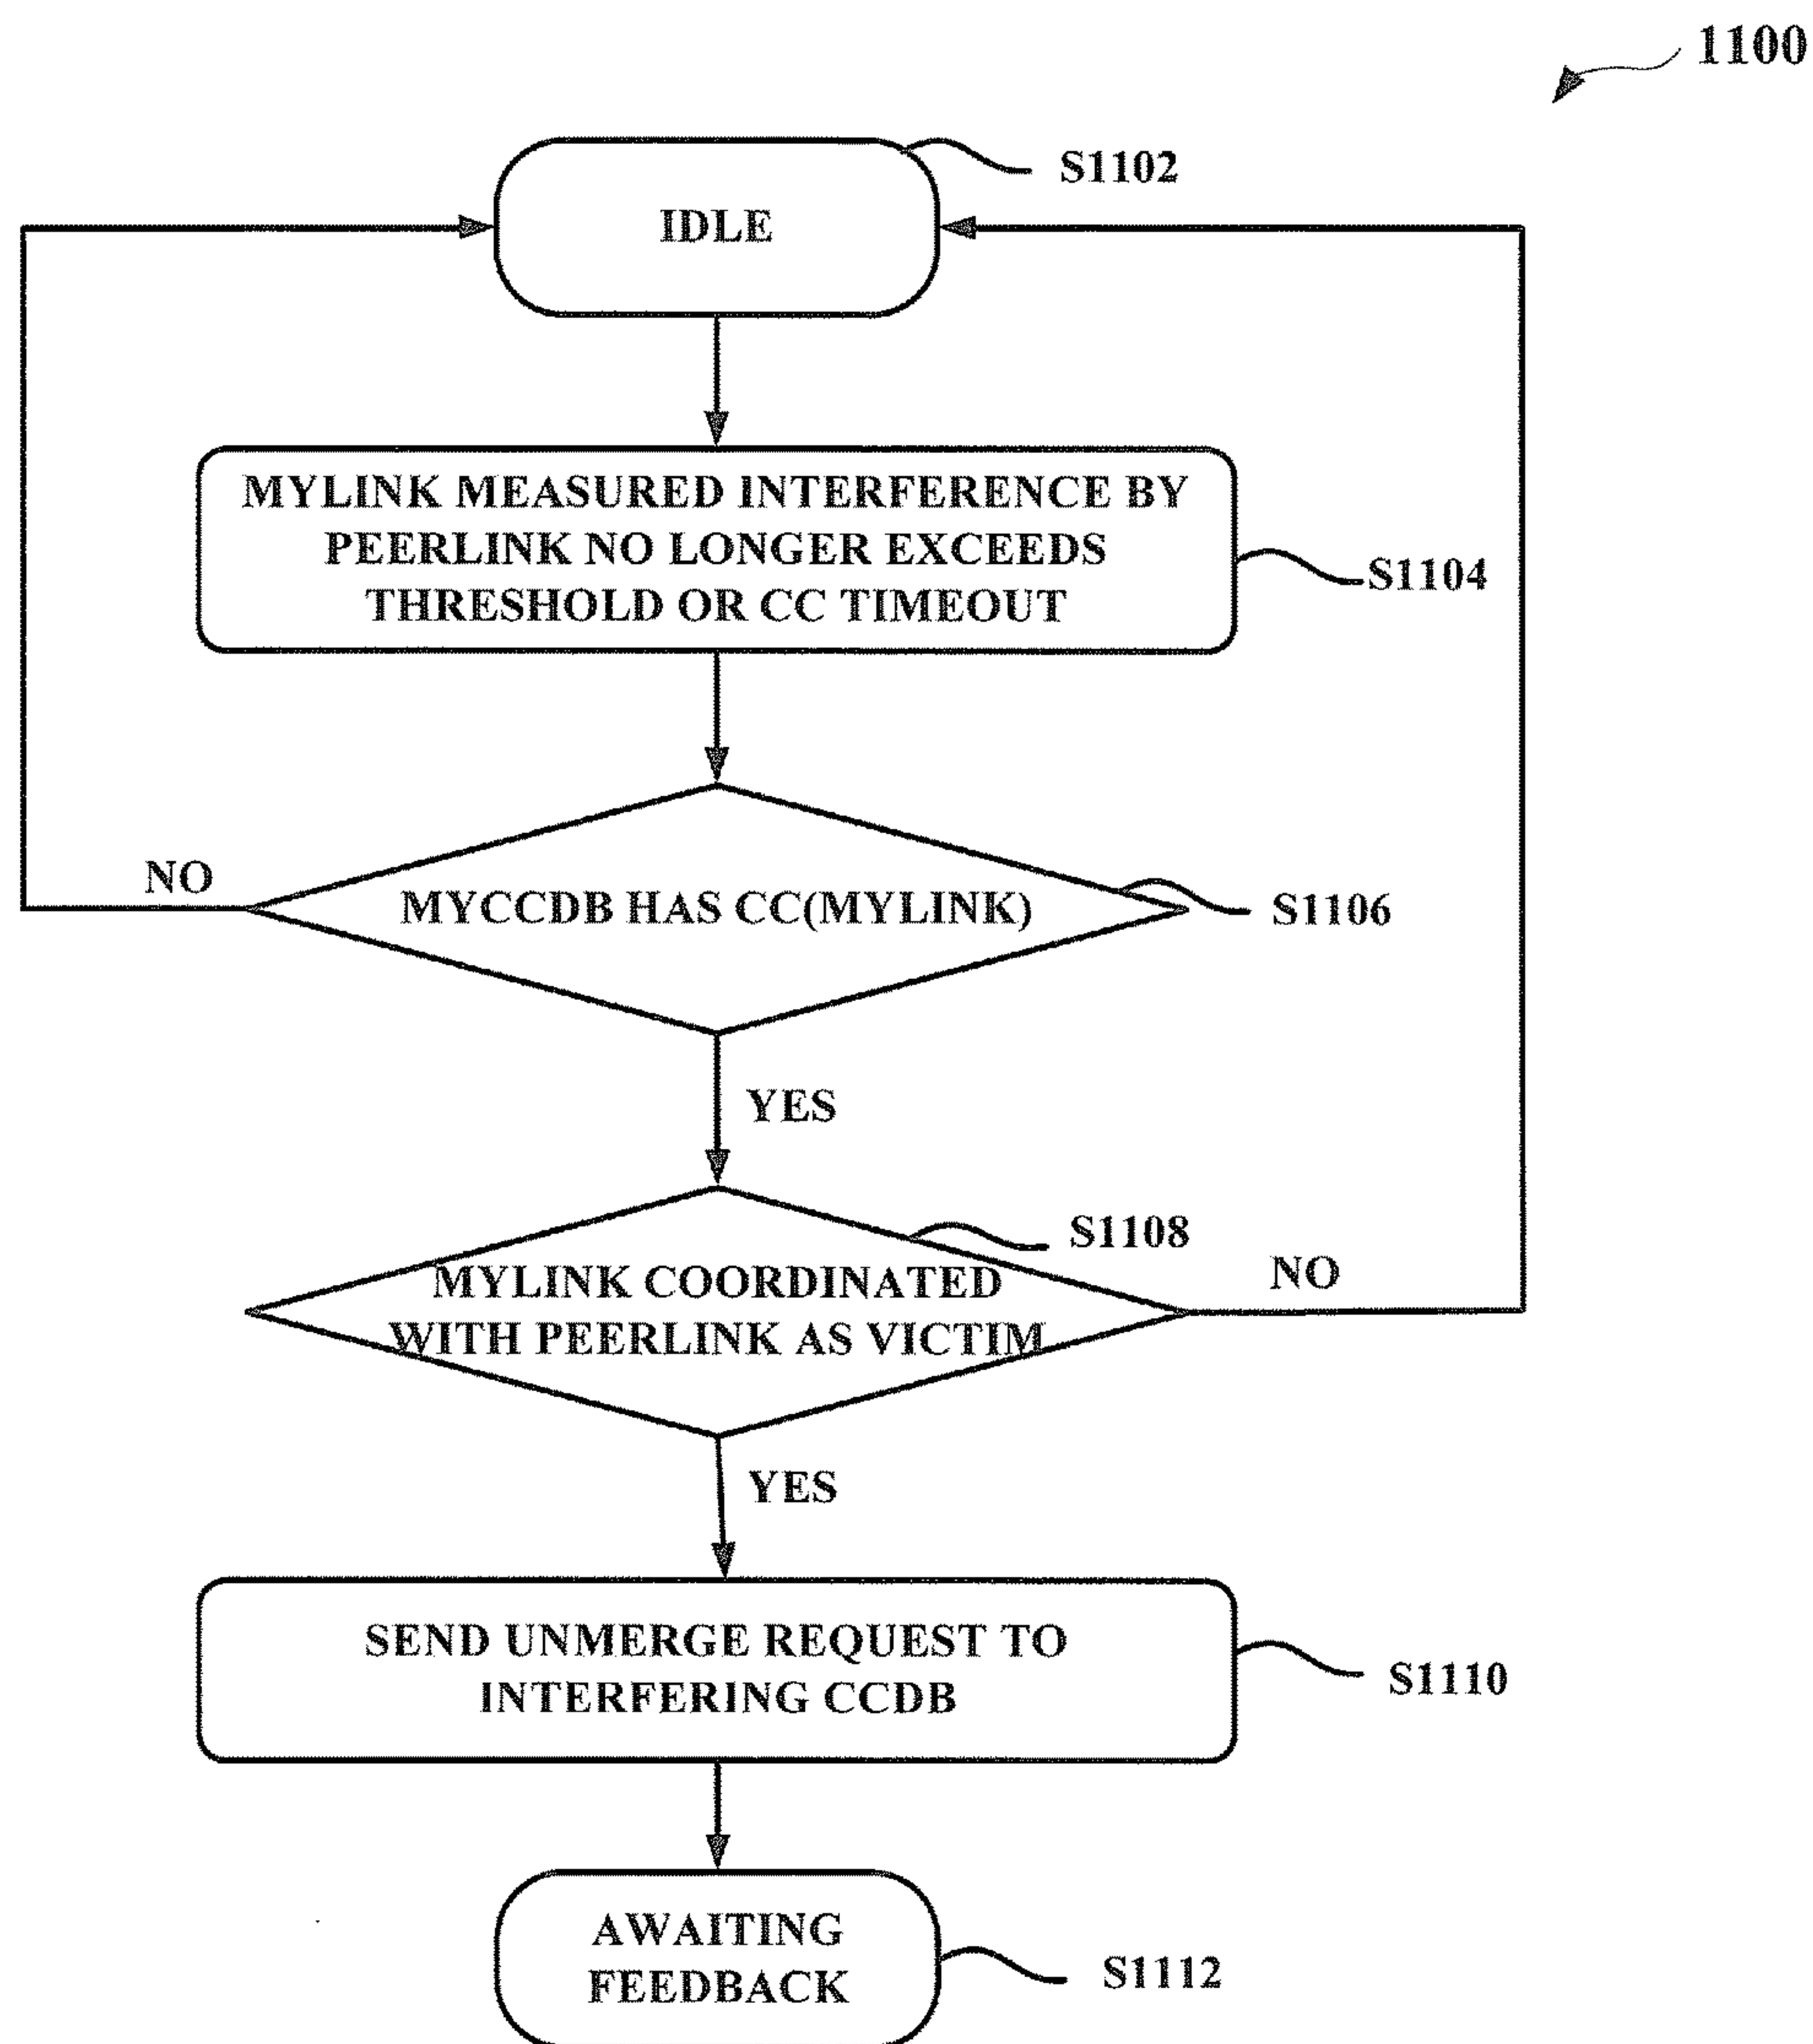 1100
S1102
IDLE
MYLINK MEASURED INTERFERENCE BY
PEERLINK NO LONGER EXCEEDS
THRESHOLD OR CC TIMEOUT
S1104
NO
MYCCDB HAS CC(MYLINK)
S1106
YES
S1108
MYLINK COORDINATED
WITH PEERLINK AS VICTIM
NO
YES
SEND UNMERGE REQUEST TO
INTERFERING CCDB
S1110
AWAITING
FEEDBACK
S1112